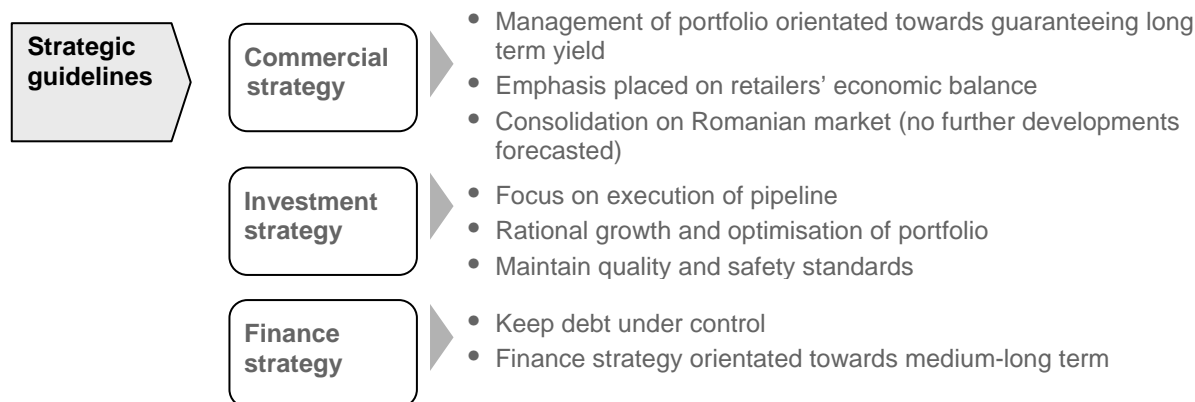 Strategic
guidelines
Commercial
strategy
• Management of portfolio orientated towards guaranteeing long
term yield
• Emphasis placed on retailers’ economic balance
• Consolidation on Romanian market (no further developments
forecasted)
Investment
strategy
• Focus on execution of pipeline
• Rational growth and optimisation of portfolio
• Maintain quality and safety standards
Finance
strategy
• Keep debt under control
• Finance strategy orientated towards medium-long term